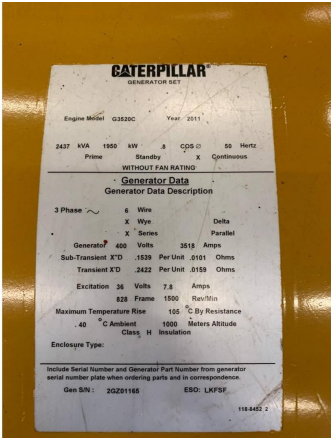 CATERPILLAR®
GENERATOR SET
Engine Model G3520C Year 2011
2437 kVA 1950 kW .8 COS ∅ 50 Hertz
Prime Standby X Continuous
WITHOUT FAN RATING
Generator Data
Generator Data Description
3 Phase ~ 6 Wire
X Wye Delta
X Series Parallel
Generator 400 Volts 3518 Amps
Sub-Transient X"D .1539 Per Unit .0101 Ohms
Transient X'D .2422 Per Unit .0159 Ohms
Excitation 36 Volts 7.8 Amps
828 Frame 1500 Rev/Min
Maximum Temperature Rise 105 °C By Resistance
40 °C Ambient 1000 Meters Altitude
Class H Insulation
Enclosure Type:
Include Serial Number and Generator Part Number from generator
serial number plate when ordering parts and in correspondence.
Gen S/N : 2GZ01165 ESO: LKFSF
118-8452 2